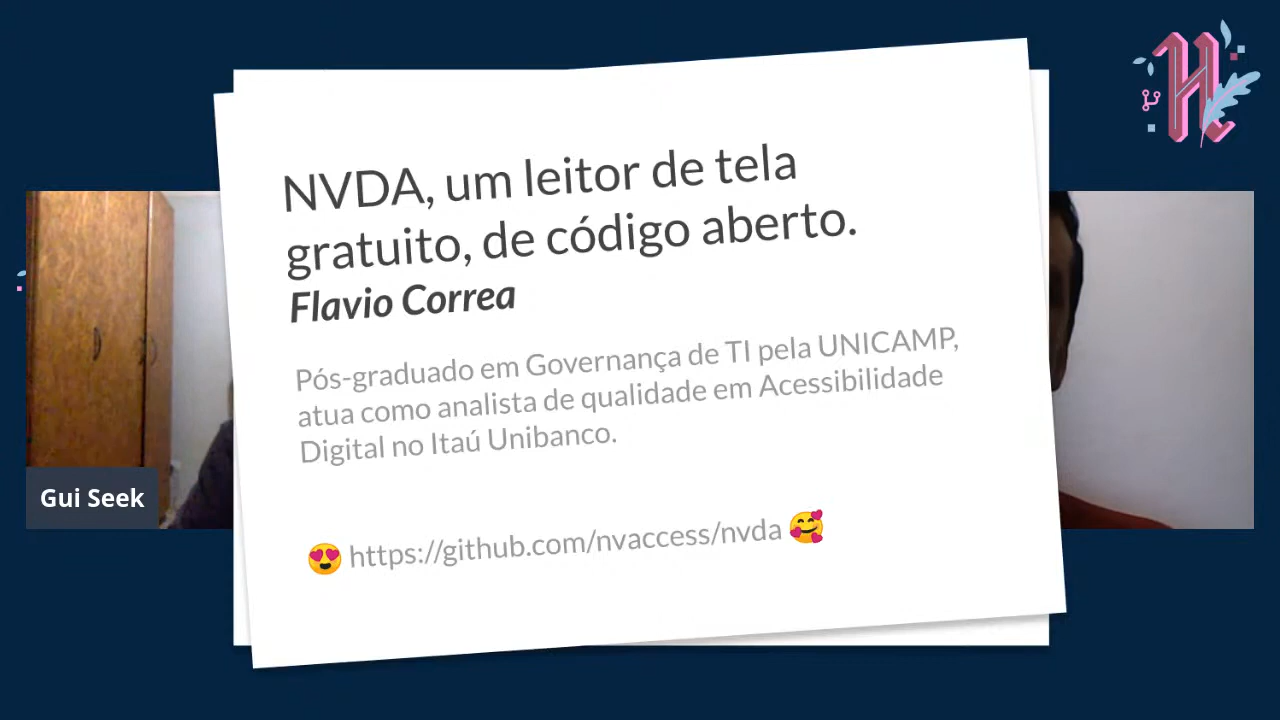 NVDA, um leitor de tela
gratuito, de código aberto.
Flavio Correa
Pós-graduado em Governança de TI pela UNICAMP,
atua como analista de qualidade em Acessibilidade
Digital no Itaú Unibanco.
😍 https://github.com/nvaccess/nvda 🥰
Gui Seek
H